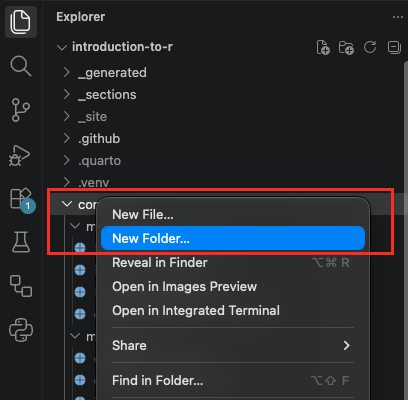 Explorer
introduction-to-r
_generated
_sections
_site
.github
.quarto
.venv
New File...
New Folder...
Reveal in Finder ⌥⌘ R
Open in Images Preview
1
Open in Integrated Terminal
Share
Find in Folder... ⌥⇧ F